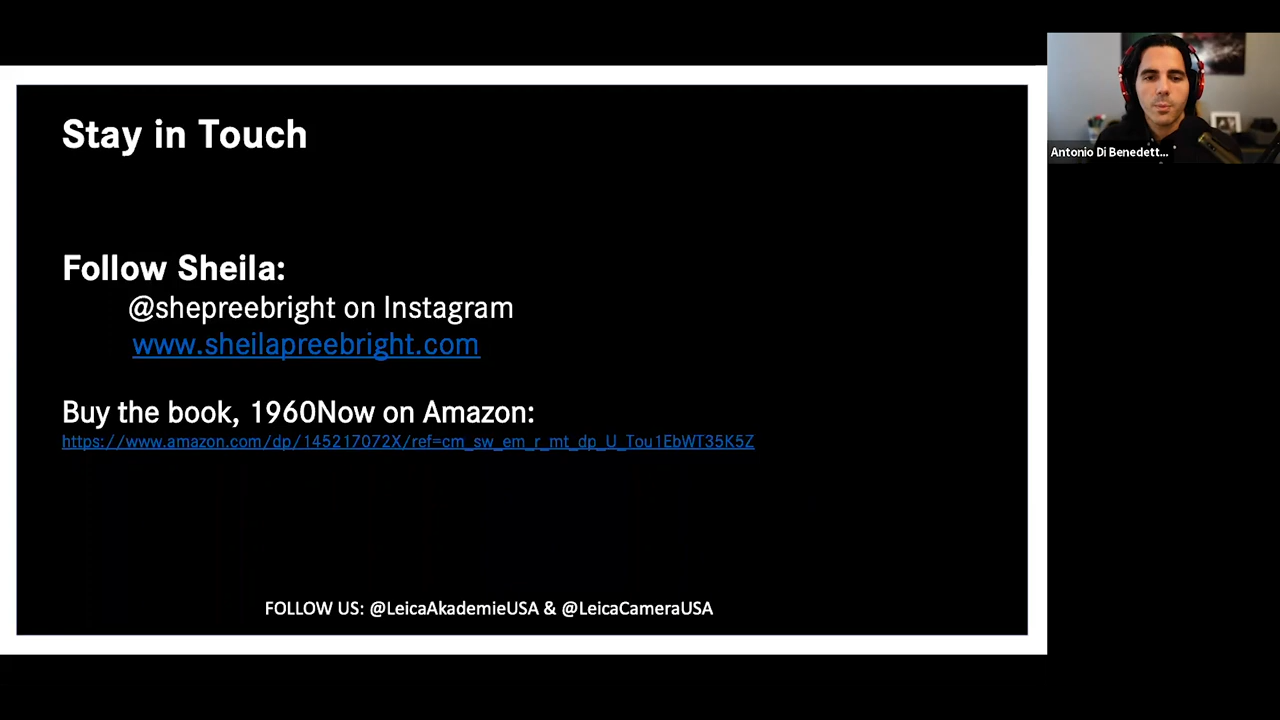 Stay in Touch
Follow Sheila:
@shepreebright on Instagram
www.sheilapreebright.com
Buy the book, 1960Now on Amazon:
https://www.amazon.com/dp/145217072X/ref=cm_sw_em_r_mt_dp_U_Tou1EbWT35K5Z
FOLLOW US: @LeicaAkademieUSA & @LeicaCameraUSA
Antonio Di Benedett...